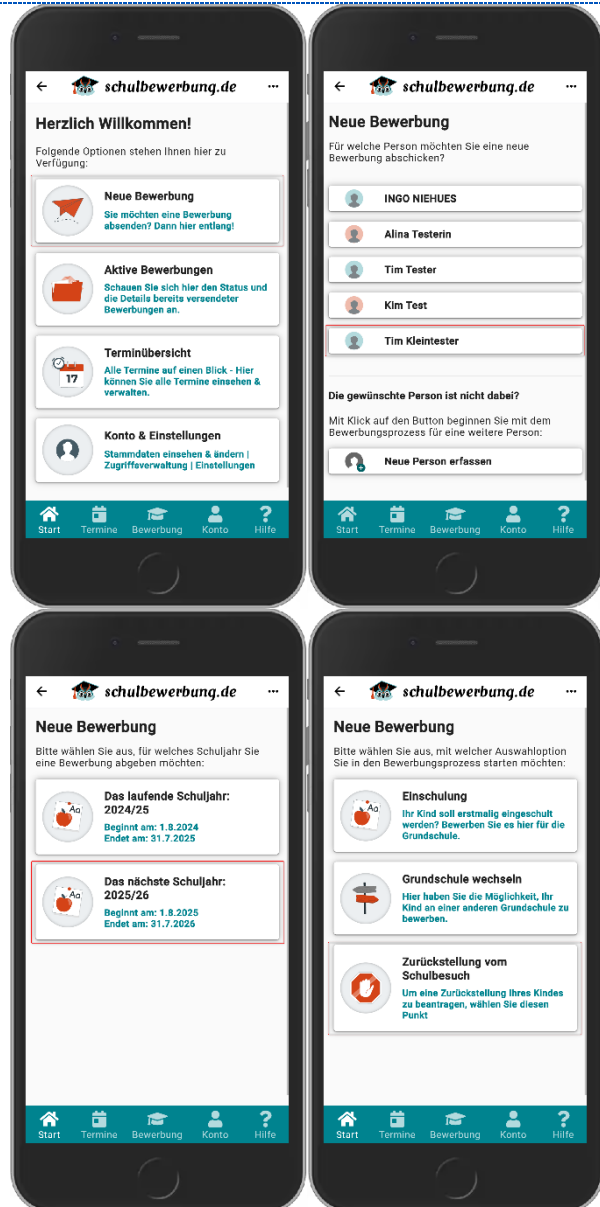 schulbewerbung.de
Herzlich Willkommen!
Folgende Optionen stehen Ihnen hier zu
Verfügung:
Neue Bewerbung
Sie möchten eine Bewerbung
absenden? Dann hier entlang!
Aktive Bewerbungen
Schauen Sie sich hier den Status und
die Details bereits versendeter
Bewerbungen an.
17
Terminübersicht
Alle Termine auf einen Blick - Hier
können Sie alle Termine einsehen &
verwalten.
Konto & Einstellungen
Stammdaten einsehen & ändern |
Zugriffsverwaltung | Einstellungen
Start Termine Bewerbung Konto Hilfe
schulbewerbung.de
Neue Bewerbung
Für welche Person möchten Sie eine neue
Bewerbung abschicken?
INGO NIEHUES
Alina Testerin
Tim Tester
Kim Test
Tim Kleintester
Die gewünschte Person ist nicht dabei?
Mit Klick auf den Button beginnen Sie mit dem
Bewerbungsprozess für eine weitere Person:
Neue Person erfassen
Start Termine Bewerbung Konto Hilfe
schulbewerbung.de
Neue Bewerbung
Bitte wählen Sie aus, für welches Schuljahr Sie
eine Bewerbung abgeben möchten:
Aa
Das laufende Schuljahr:
2024/25
Beginnt am: 1.8.2024
Endet am: 31.7.2025
Aa
Das nächste Schuljahr:
2025/26
Beginnt am: 1.8.2025
Endet am: 31.7.2026
Start Termine Bewerbung Konto Hilfe
schulbewerbung.de
Neue Bewerbung
Bitte wählen Sie aus, mit welcher Auswahloption
Sie in den Bewerbungsprozess starten möchten:
Aa
Einschulung
Ihr Kind soll erstmalig eingeschult
werden? Bewerben Sie es hier für die
Grundschule.
Grundschule wechseln
Hier haben Sie die Möglichkeit, Ihr
Kind an einer anderen Grundschule zu
bewerben.
Zurückstellung vom
Schulbesuch
Um eine Zurückstellung Ihres Kindes
zu beantragen, wählen Sie diesen
Punkt
Start Termine Bewerbung Konto Hilfe